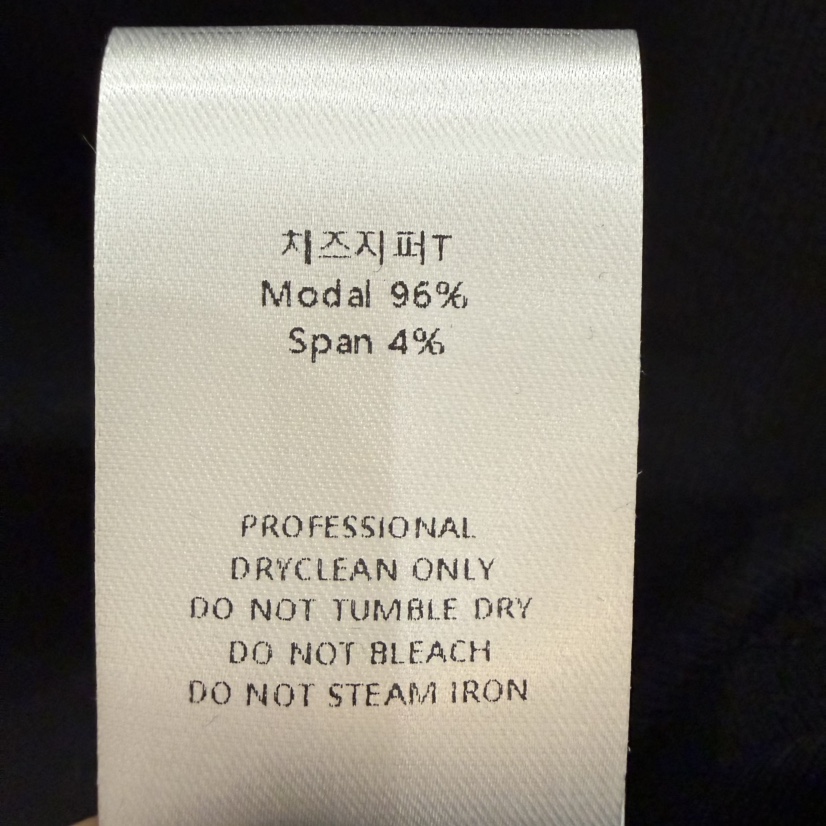 치즈지퍼T
Modal 96%
Span 4%
PROFESSIONAL
DRYCLEAN ONLY
DO NOT TUMBLE DRY
DO NOT BLEACH
DO NOT STEAM IRON